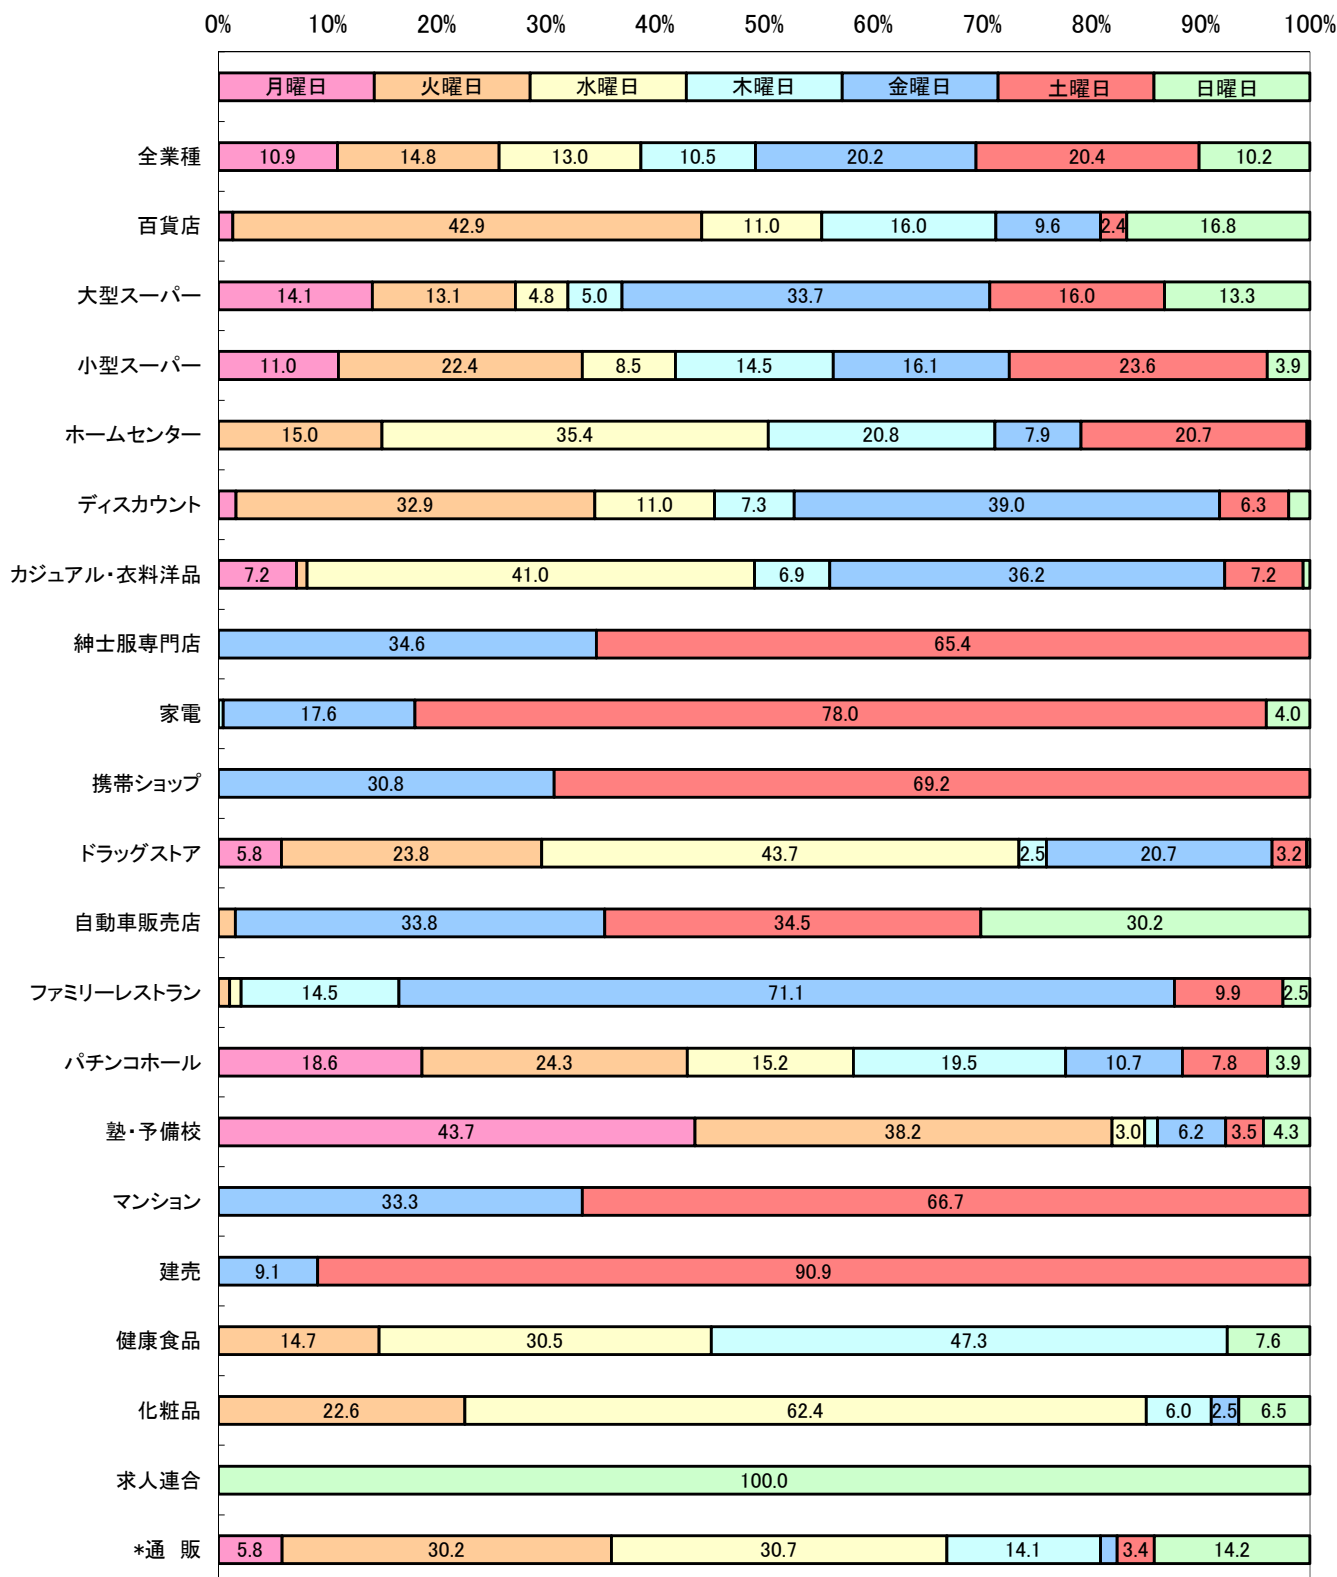 0% 10% 20% 30% 40% 50% 60% 70% 80% 90% 100%
月曜日 火曜日 水曜日 木曜日 金曜日 土曜日 日曜日
全業種 10.9 14.8 13.0 10.5 20.2 20.4 10.2
百貨店 42.9 11.0 16.0 9.6 2.4 16.8
大型スーパー 14.1 13.1 4.8 5.0 33.7 16.0 13.3
小型スーパー 11.0 22.4 8.5 14.5 16.1 23.6 3.9
ホームセンター 15.0 35.4 20.8 7.9 20.7
ディスカウント 32.9 11.0 7.3 39.0 6.3
カジュアル・衣料洋品 7.2 41.0 6.9 36.2 7.2
紳士服専門店 34.6 65.4
家電 17.6 78.0 4.0
携帯ショップ 30.8 69.2
ドラッグストア 5.8 23.8 43.7 2.5 20.7 3.2
自動車販売店 33.8 34.5 30.2
ファミリーレストラン 14.5 71.1 9.9 2.5
パチンコホール 18.6 24.3 15.2 19.5 10.7 7.8 3.9
塾・予備校 43.7 38.2 3.0 6.2 3.5 4.3
マンション 33.3 66.7
建売 9.1 90.9
健康食品 14.7 30.5 47.3 7.6
化粧品 22.6 62.4 6.0 2.5 6.5
求人連合 100.0
*通　販 5.8 30.2 30.7 14.1 3.4 14.2